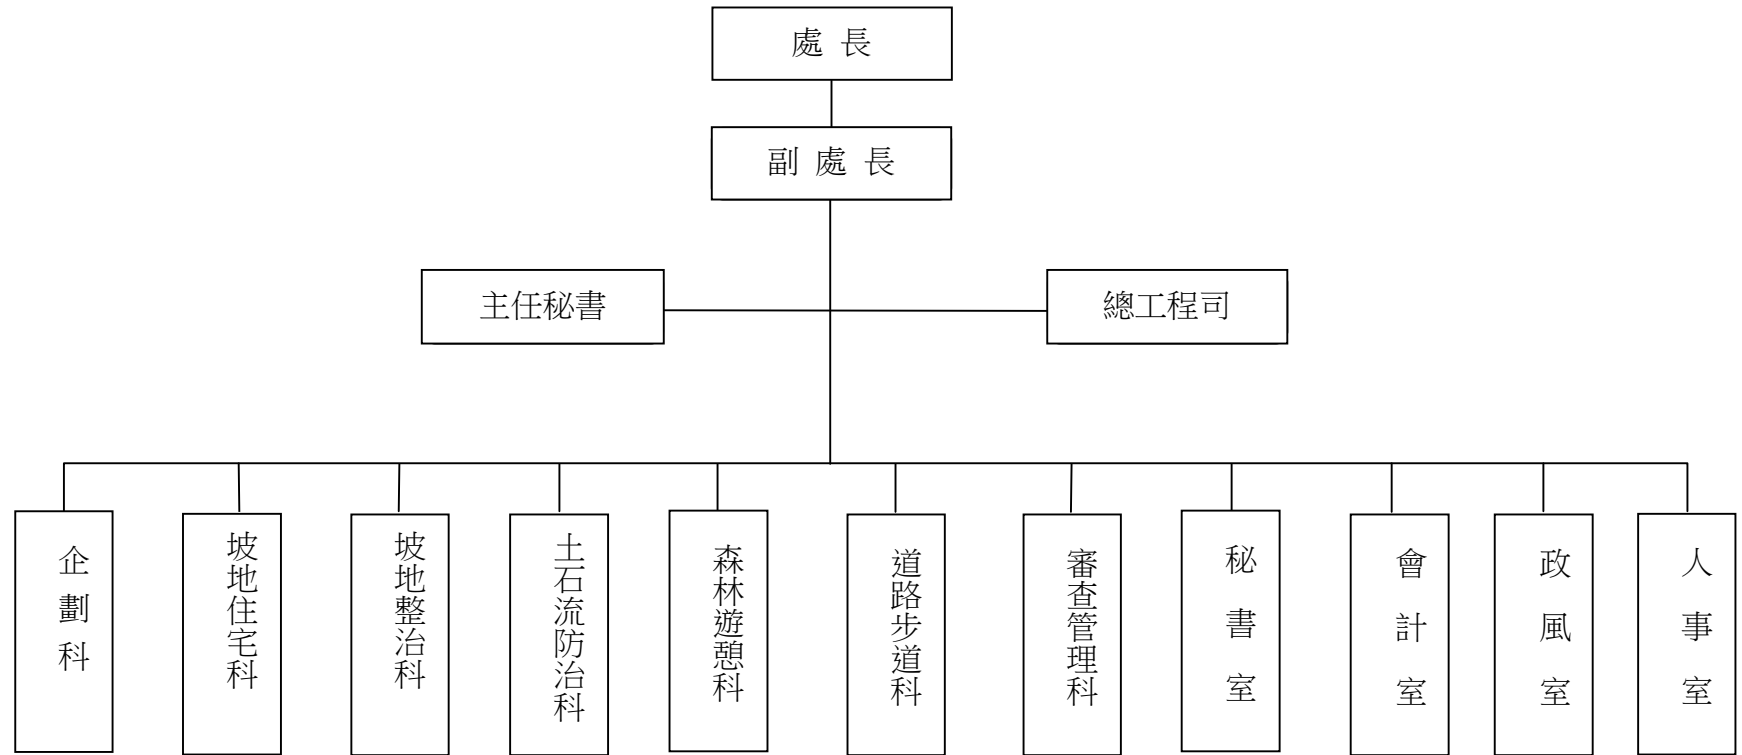 處 長
副 處 長
主任秘書
總工程司
企劃科
坡地住宅科
坡地整治科
土石流防治科
森林遊憩科
道路步道科
審查管理科
秘書室
會計室
政風室
人事室